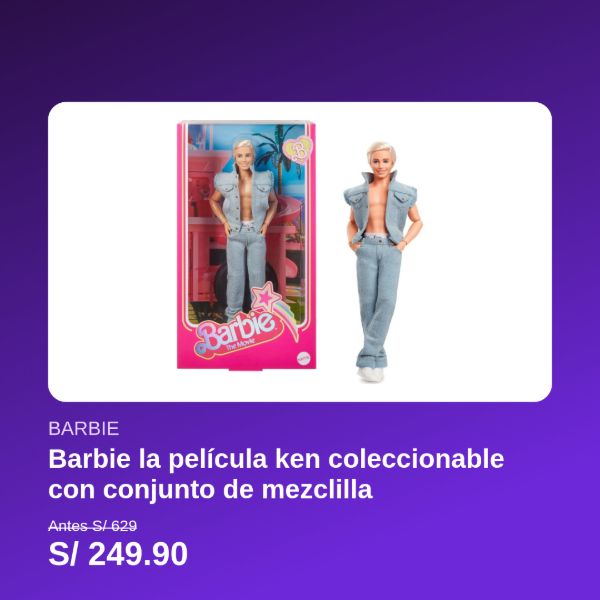 B
Barbie
The Movie
BARBIE
Barbie la película ken coleccionable
con conjunto de mezclilla
Antes S/ 629
S/ 249.90